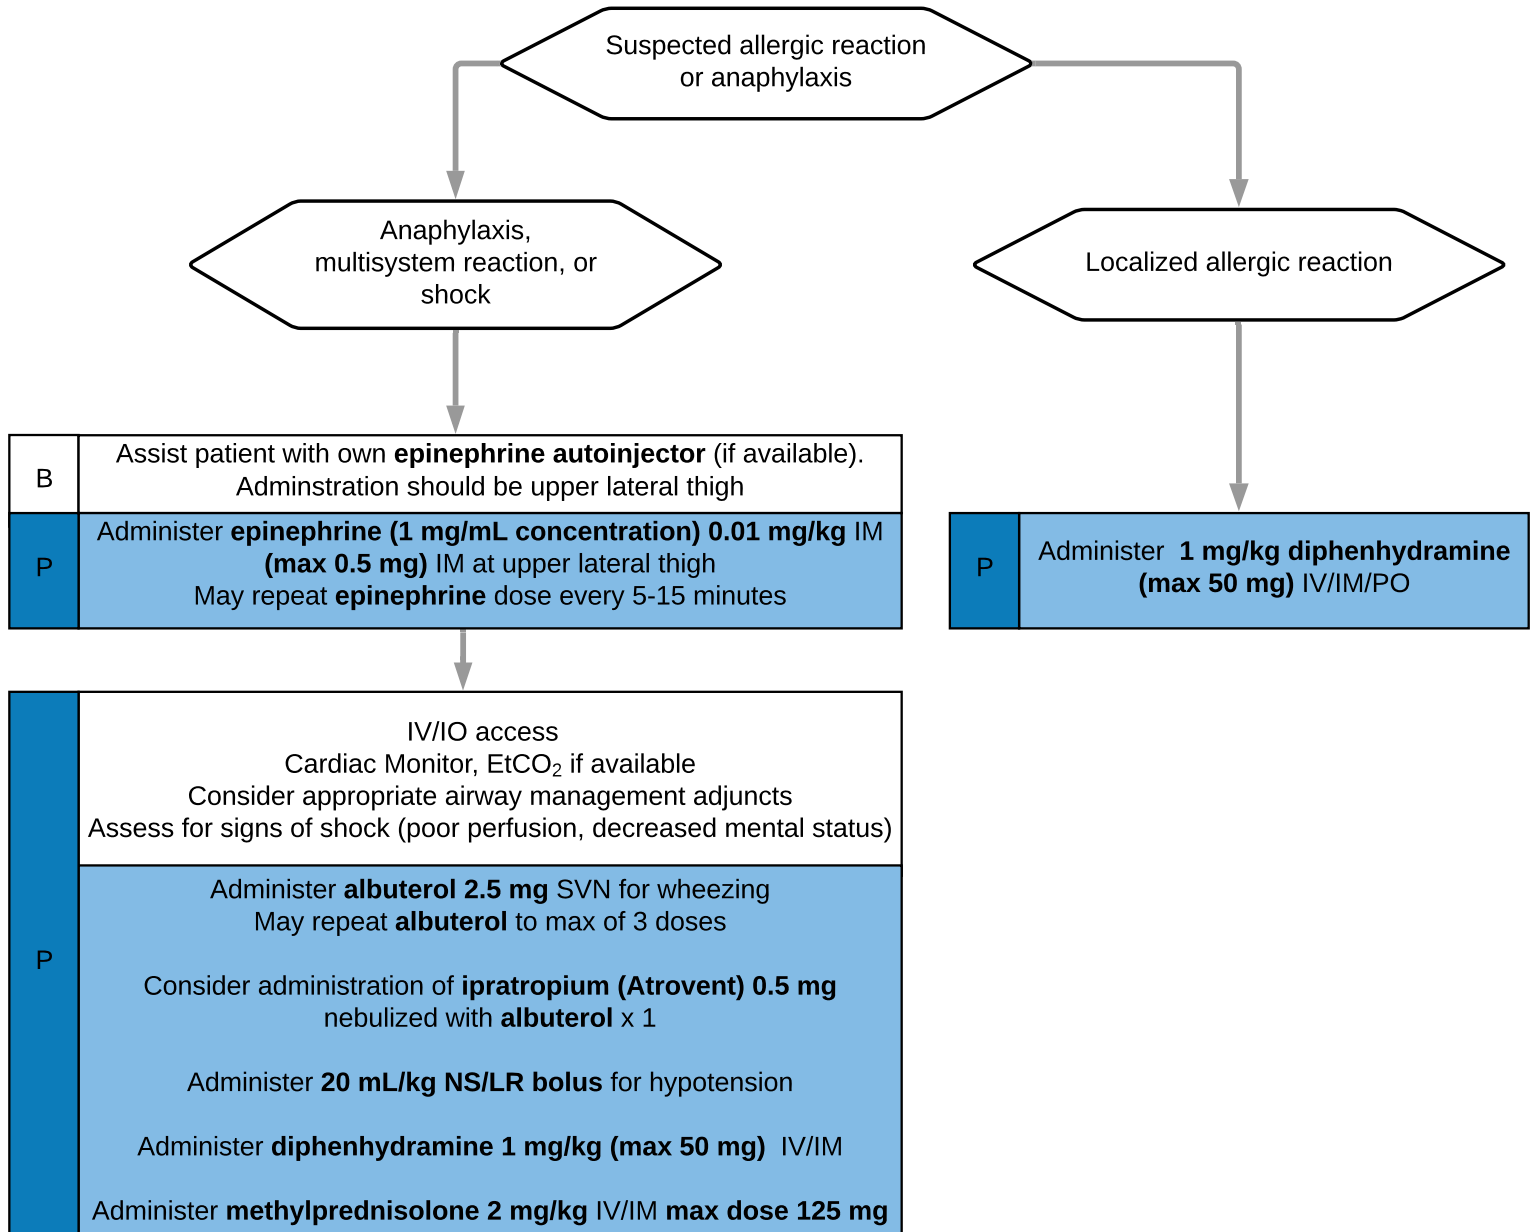 Suspected allergic reaction
or anaphylaxis
Anaphylaxis,
multisystem reaction, or
shock
Localized allergic reaction
B
Assist patient with own epinephrine autoinjector (if available).
Adminstration should be upper lateral thigh
P
Administer epinephrine (1 mg/mL concentration) 0.01 mg/kg IM
(max 0.5 mg) IM at upper lateral thigh
May repeat epinephrine dose every 5-15 minutes
P
Administer 1 mg/kg diphenhydramine
(max 50 mg) IV/IM/PO
IV/IO access
Cardiac Monitor, EtCO₂ if available
Consider appropriate airway management adjuncts
Assess for signs of shock (poor perfusion, decreased mental status)
P
Administer albuterol 2.5 mg SVN for wheezing
May repeat albuterol to max of 3 doses
Consider administration of ipratropium (Atrovent) 0.5 mg
nebulized with albuterol x 1
Administer 20 mL/kg NS/LR bolus for hypotension
Administer diphenhydramine 1 mg/kg (max 50 mg) IV/IM
Administer methylprednisolone 2 mg/kg IV/IM max dose 125 mg